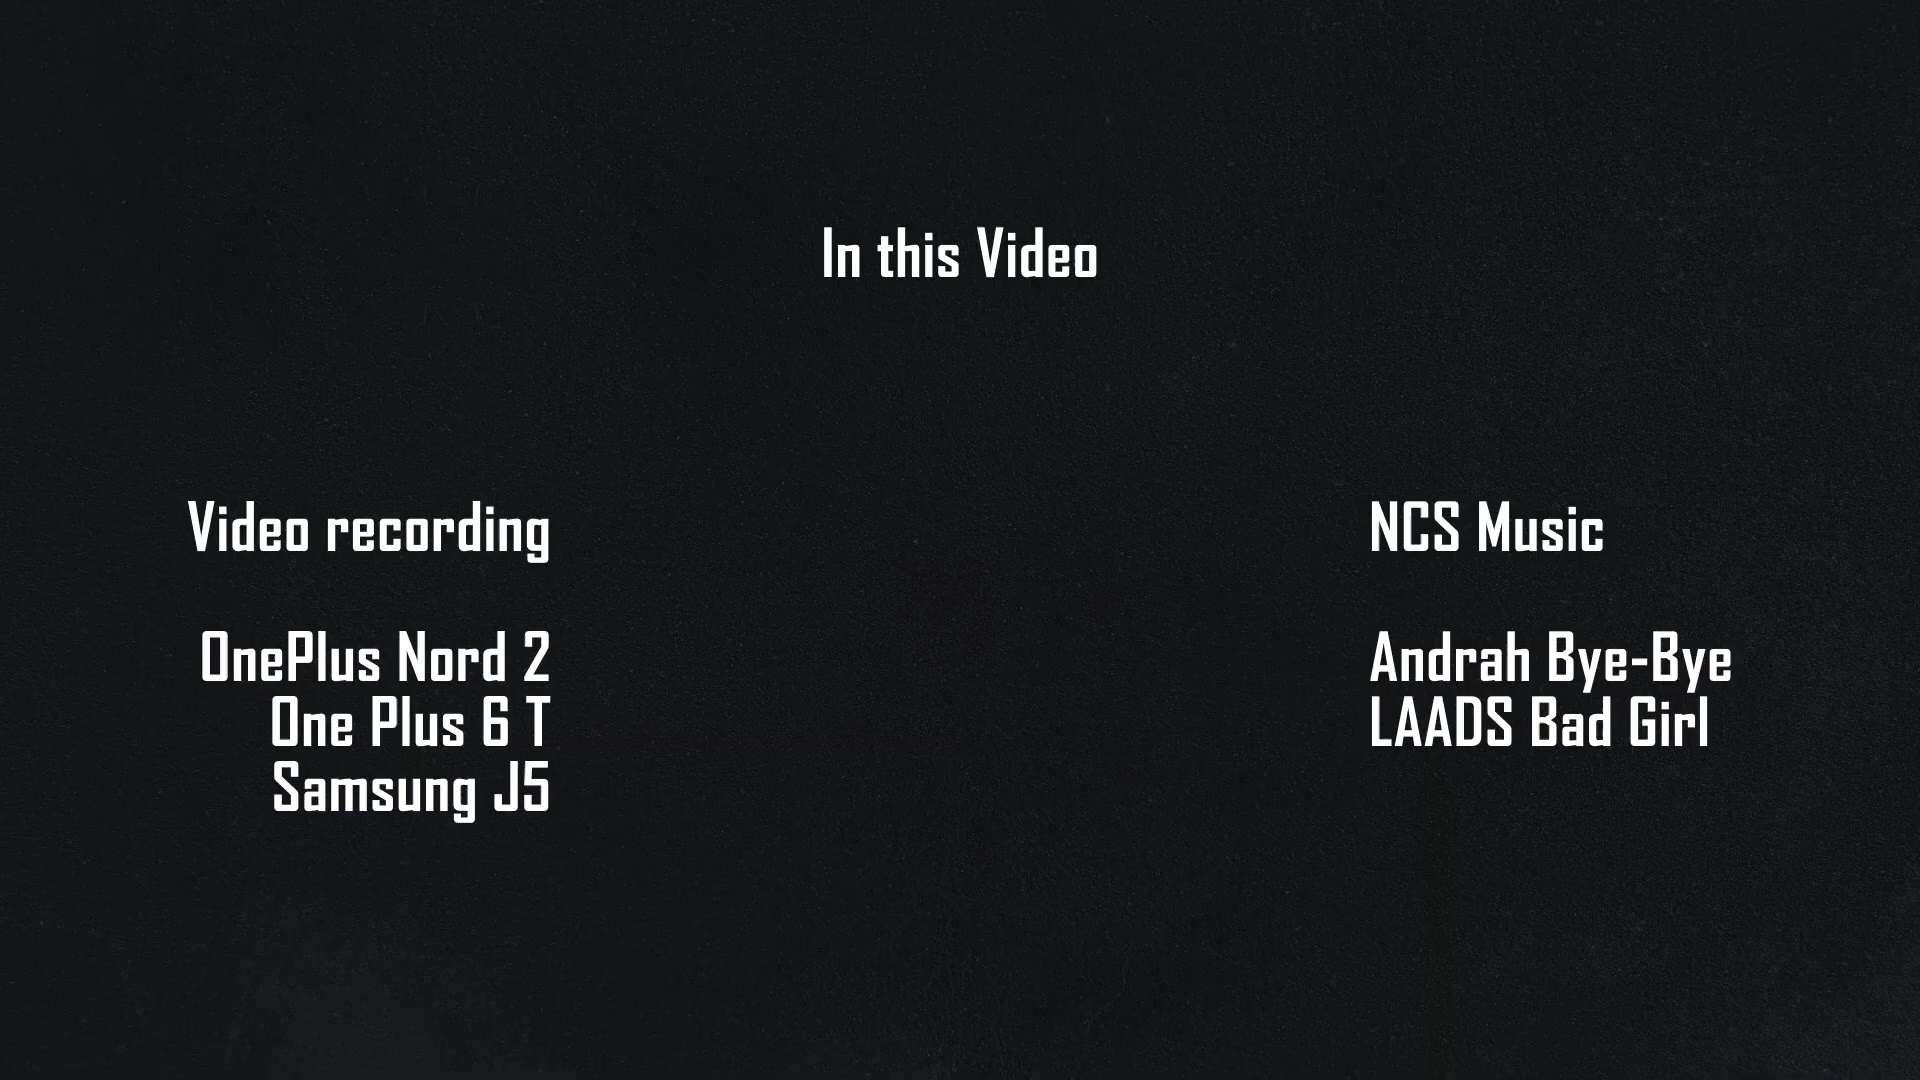 In this Video
Video recording
OnePlus Nord 2
One Plus 6 T
Samsung J5
NCS Music
Andrah Bye-Bye
LAADS Bad Girl